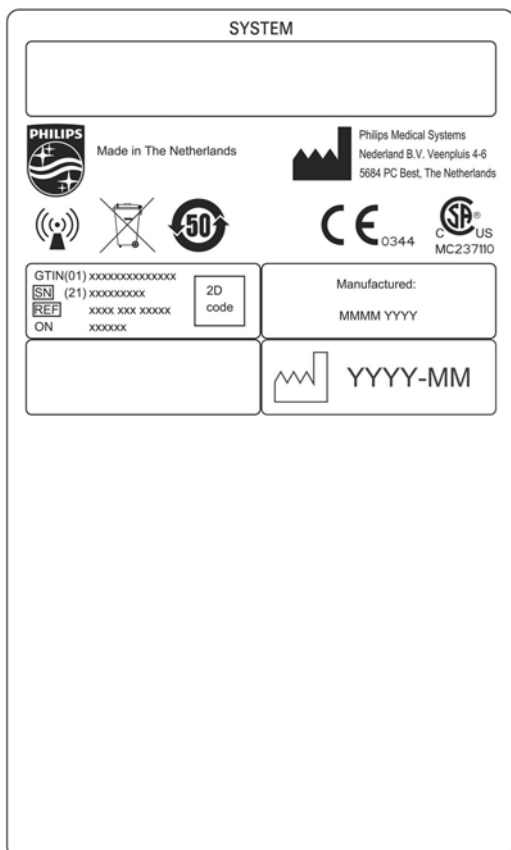 SYSTEM
PHILIPS
Made in The Netherlands
Philips Medical Systems
Nederland B.V. Veenpluis 4-6
5684 PC Best, The Netherlands
50
CE 0344
CSA ®
C US
MC237110
GTIN(01) xxxxxxxxxxxxxx
SN (21) xxxxxxxxx
REF xxxx xxx xxxxx
ON xxxxxx
2D
code
Manufactured:
MMMM YYYY
YYYY-MM